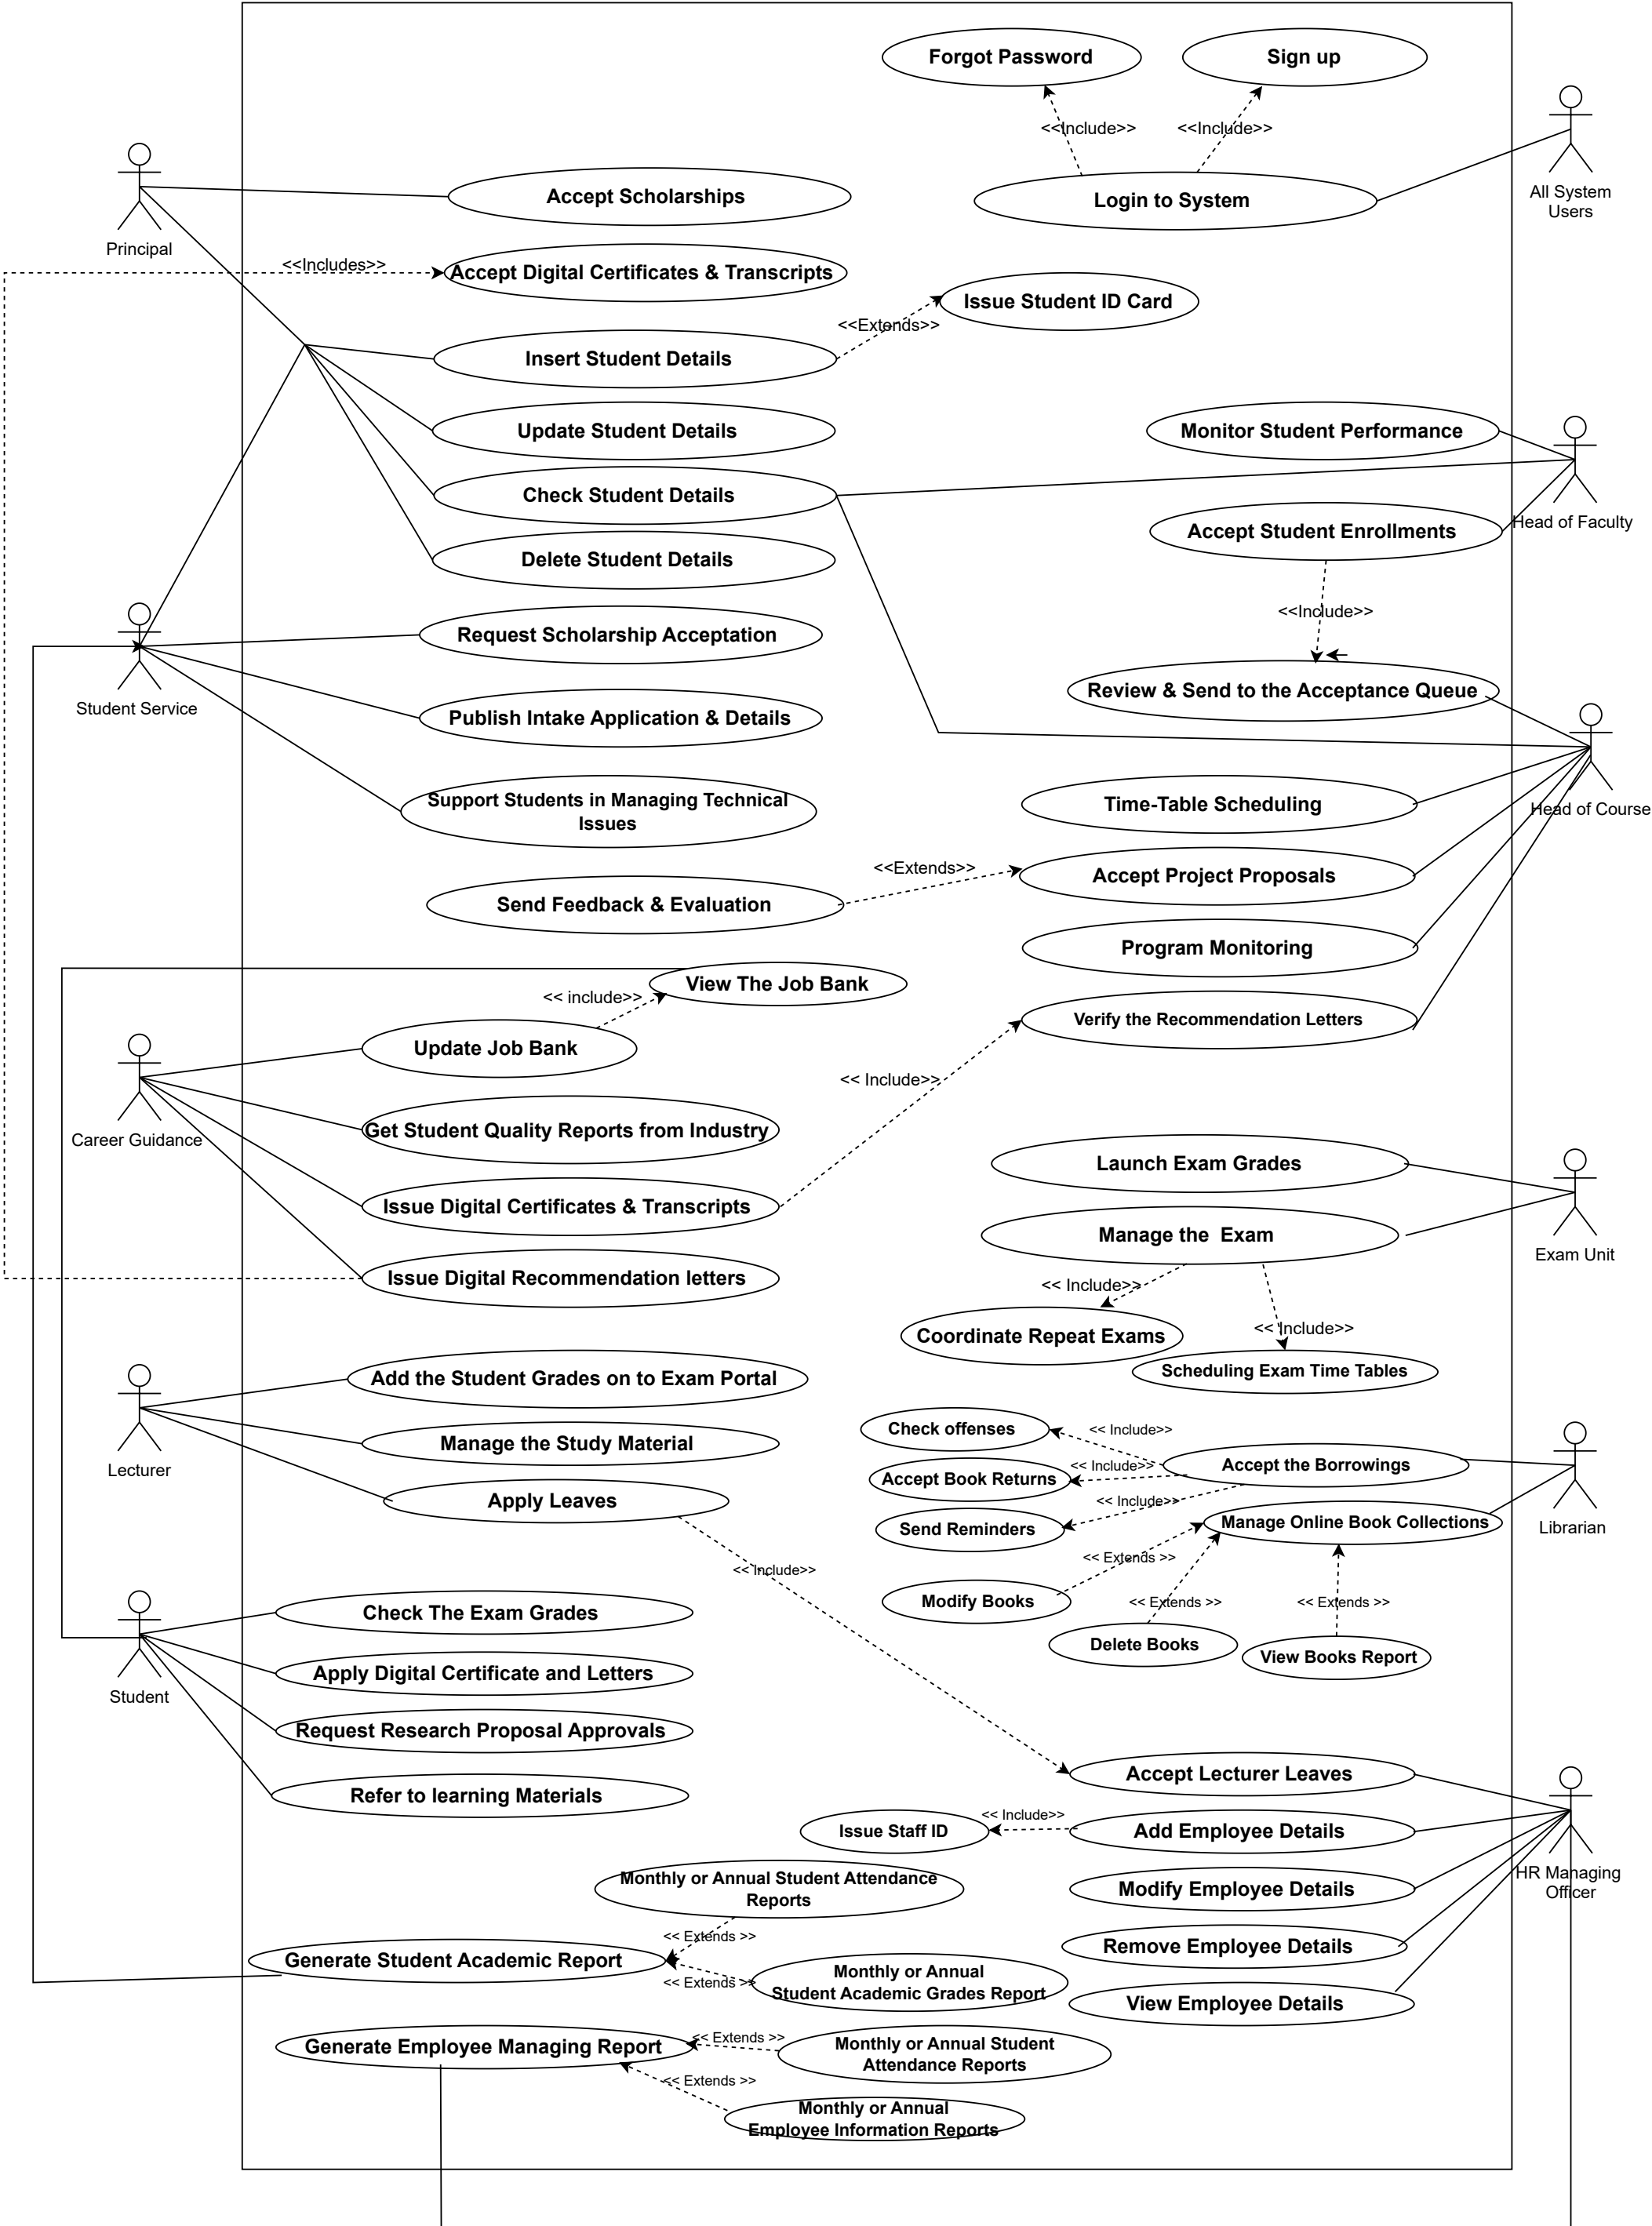 Forgot Password
Sign up
<<Include>>
<<Include>>
Login to System
All System
Users
Principal
Accept Scholarships
<<Includes>>
Accept Digital Certificates & Transcripts
Issue Student ID Card
<<Extends>>
Insert Student Details
Update Student Details
Monitor Student Performance
Check Student Details
Head of Faculty
Accept Student Enrollments
Delete Student Details
<<Include>>
Request Scholarship Acceptation
Student Service
Review & Send to the Acceptance Queue
Publish Intake Application & Details
Support Students in Managing Technical
Issues
Time-Table Scheduling
Head of Course
<<Extends>>
Accept Project Proposals
Send Feedback & Evaluation
Program Monitoring
View The Job Bank
<< include>>
Verify the Recommendation Letters
Update Job Bank
<< Include>>
Career Guidance
Get Student Quality Reports from Industry
Launch Exam Grades
Issue Digital Certificates & Transcripts
Manage the  Exam
Exam Unit
Issue Digital Recommendation letters
<< Include>>
Coordinate Repeat Exams
<< Include>>
Scheduling Exam Time Tables
Add the Student Grades on to Exam Portal
Check offenses
<< Include>>
Manage the Study Material
Lecturer
Accept the Borrowings
<< Include>>
Accept Book Returns
Apply Leaves
<< Include>>
Send Reminders
Manage Online Book Collections
Librarian
<< Extends >>
<< Include>>
Modify Books
<< Extends >>
<< Extends >>
Check The Exam Grades
Delete Books
View Books Report
Apply Digital Certificate and Letters
Student
Request Research Proposal Approvals
Refer to learning Materials
Accept Lecturer Leaves
<< Include>>
Issue Staff ID
Add Employee Details
HR Managing
Officer
Monthly or Annual Student Attendance
Reports
Modify Employee Details
<< Extends >>
Generate Student Academic Report
Remove Employee Details
<< Extends >>
Monthly or Annual
Student Academic Grades Report
View Employee Details
<< Extends >>
Generate Employee Managing Report
Monthly or Annual Student
Attendance Reports
<< Extends >>
Monthly or Annual
Employee Information Reports